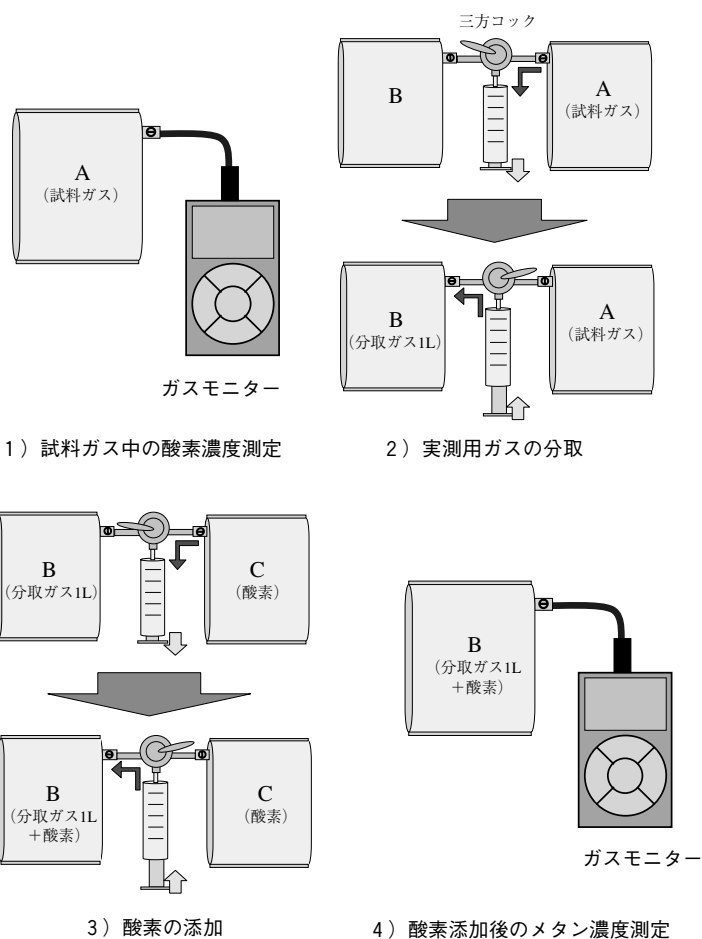 三方コック
B
A
（試料ガス）
A
（試料ガス）
B
（分取ガス1L）
A
（試料ガス）
ガスモニター
1）試料ガス中の酸素濃度測定
2）実測用ガスの分取
B
（分取ガス1L）
C
（酸素）
B
（分取ガス1L
＋酸素）
B
（分取ガス1L
＋酸素）
C
（酸素）
ガスモニター
3）酸素の添加
4）酸素添加後のメタン濃度測定